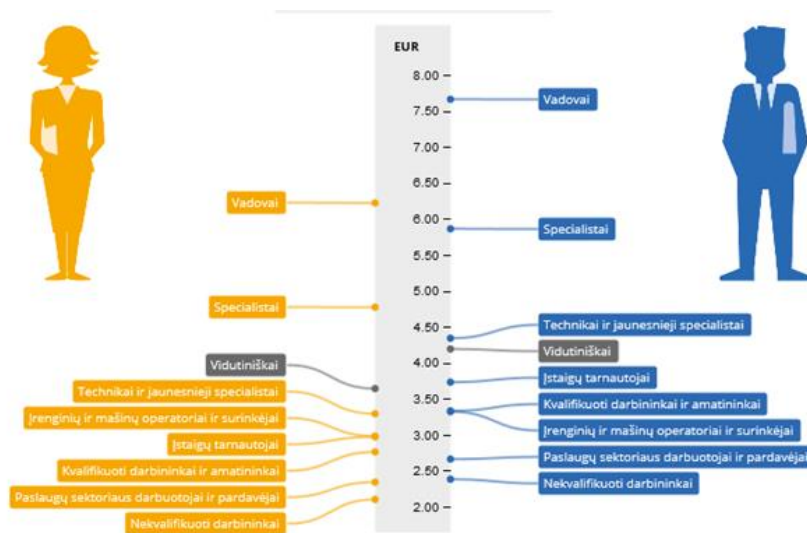 EUR
8.00
7.50
7.00
6.50
6.00
5.50
5.00
4.50
4.00
3.50
3.00
2.50
2.00
Vadovai
Specialistai
Vidutiniškai
Technikai ir jaunesnieji specialistai
Įrenginių ir mašinų operatoriai ir surinkėjai
Įstaigų tarnautojai
Kvalifikuoti darbininkai ir amatininkai
Paslaugų sektoriaus darbuotojai ir pardavėjai
Nekvalifikuoti darbininkai
Vadovai
Specialistai
Technikai ir jaunesnieji specialistai
Vidutiniškai
Įstaigų tarnautojai
Kvalifikuoti darbininkai ir amatininkai
Įrenginių ir mašinų operatoriai ir surinkėjai
Paslaugų sektoriaus darbuotojai ir pardavėjai
Nekvalifikuoti darbininkai